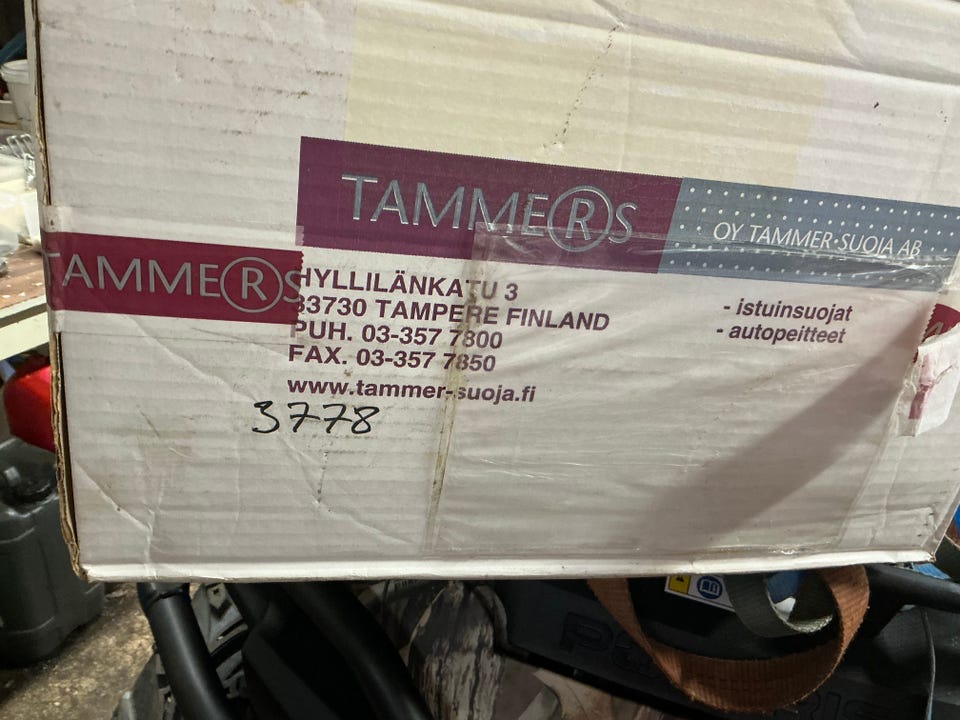 TAMMERS
OY TAMMER-SUOJA AB
TAMMERS
HYLLILÄNKATU 3
33730 TAMPERE FINLAND
PUH. 03-357 7800
FAX. 03-357 7850
www.tammer-suoja.fi
- istuinsuojat
- autopeitteet
3778